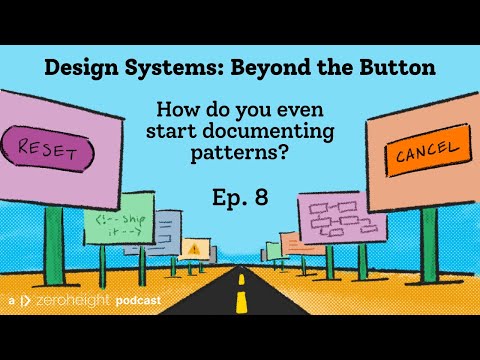 Design Systems: Beyond the Button
How do you even
start documenting
patterns?
Ep. 8
RESET
CANCEL
<!-- ship
it -->
!
a zeroheight podcast